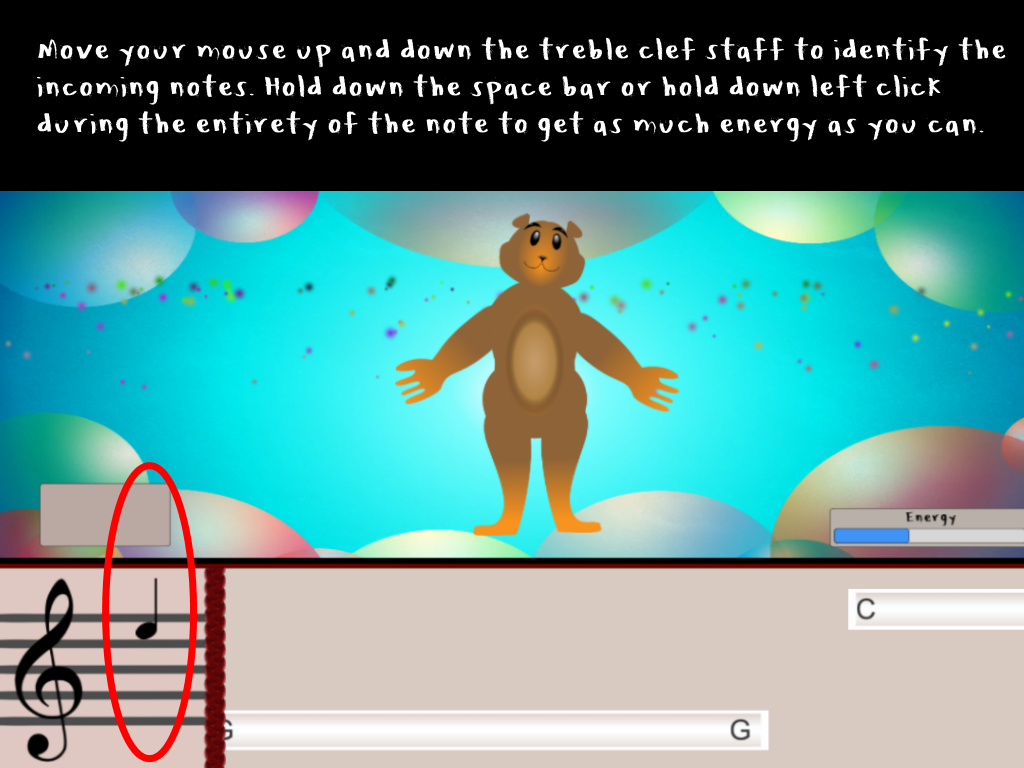 Move your mouse up and down the treble clef staff to identify the
incoming notes. Hold down the space bar or hold down left click
during the entirety of the note to get as much energy as you can.
Energy
C
G G